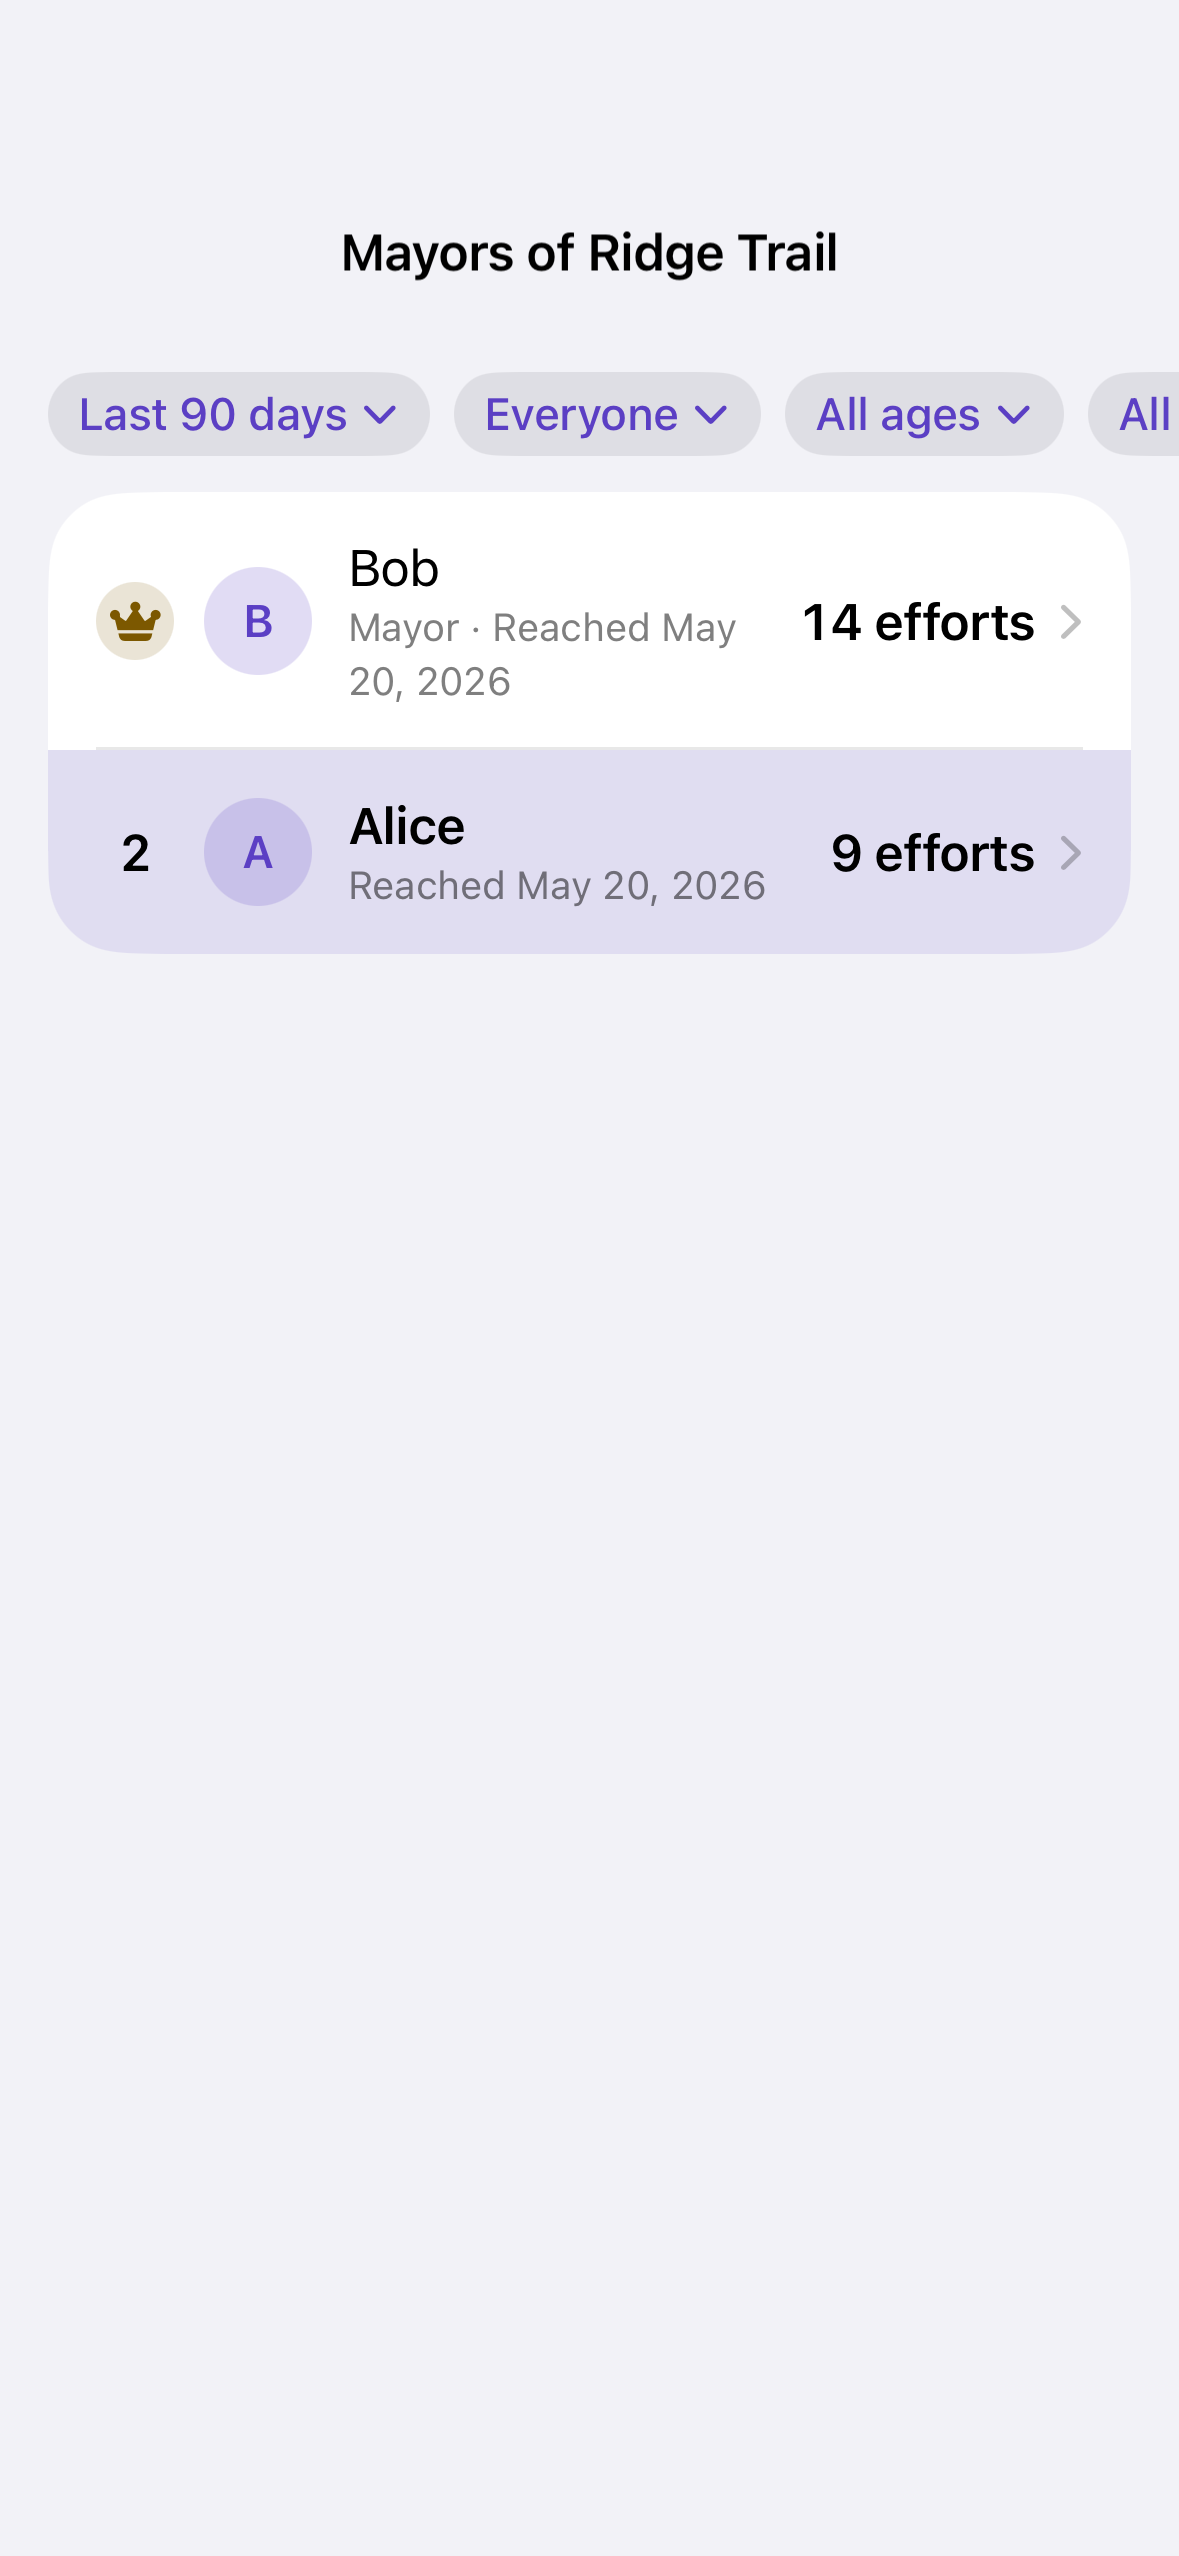 Mayors of Ridge Trail
Last 90 days
Everyone
All ages
All
B
Bob
Mayor · Reached May
20, 2026
14 efforts
2
A
Alice
Reached May 20, 2026
9 efforts